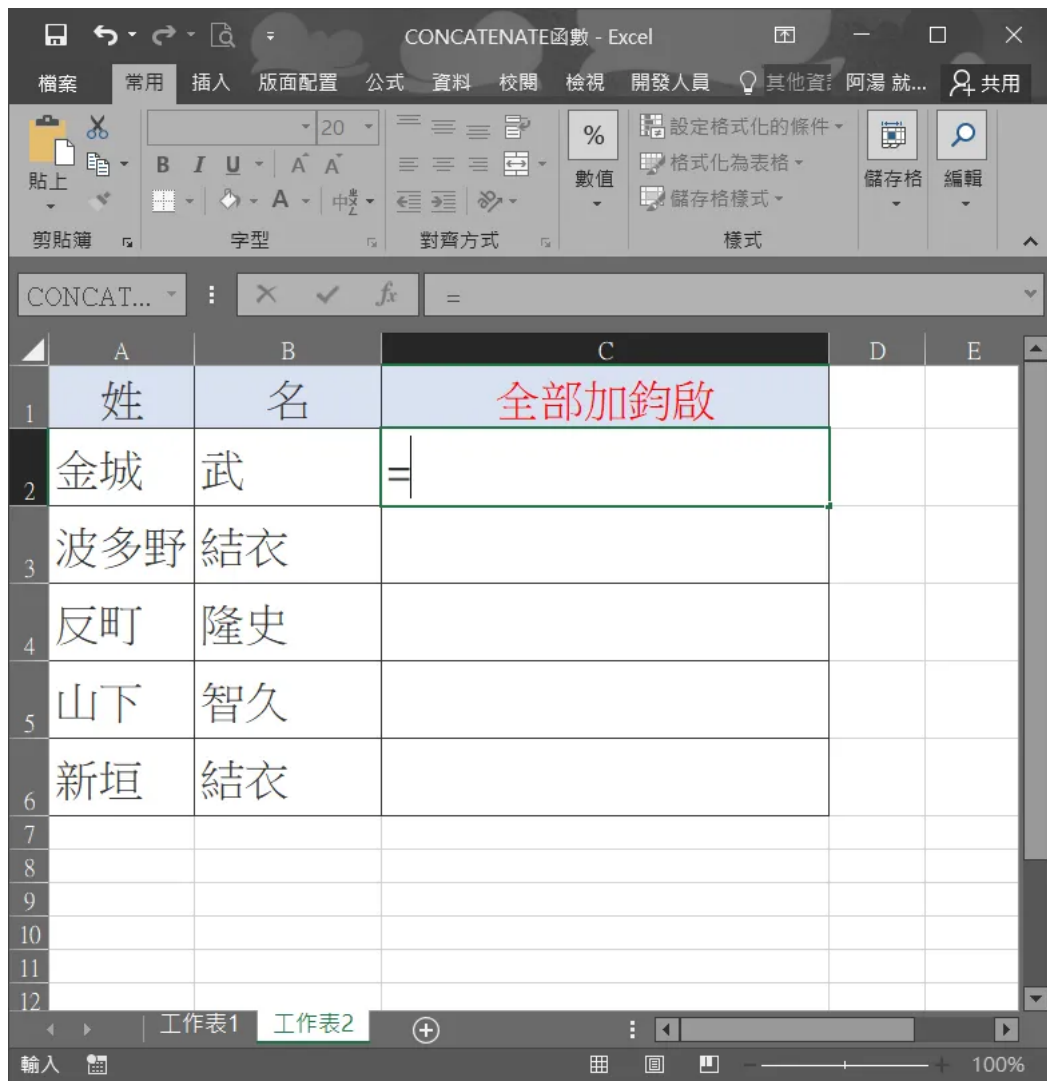 CONCATENATE函數 - Excel
檔案 常用 插入 版面配置 公式 資料 校閱 檢視 開發人員 其他資 阿湯 就... 共用
20 % 設定格式化的條件
貼上 B I U A A 數值 格式化為表格 儲存格 編輯
A 中 儲存格樣式
剪貼簿 字型 對齊方式 樣式
CONCAT... fx =
A B C D E
1 姓 名 全部加鈞啟
2 金城 武 =
3 波多野 結衣
4 反町 隆史
5 山下 智久
6 新垣 結衣
7
8
9
10
11
12
工作表1 工作表2
輸入 100%